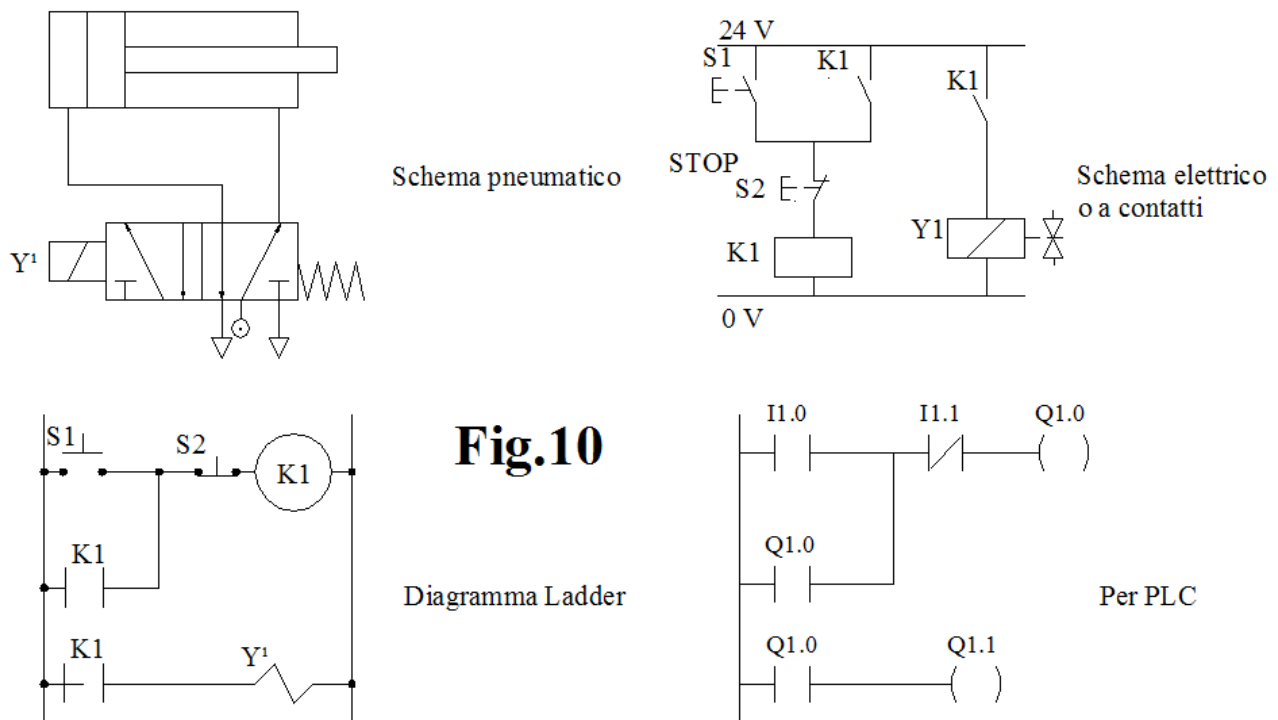 24 V
S1
K1
K1
Schema pneumatico
STOP
S2
Schema elettrico
o a contatti
Y¹
Y1
K1
0 V
S1
S2
K1
Fig.10
I1.0
I1.1
Q1.0
K1
Q1.0
Diagramma Ladder
Per PLC
K1
Y¹
Q1.0
Q1.1